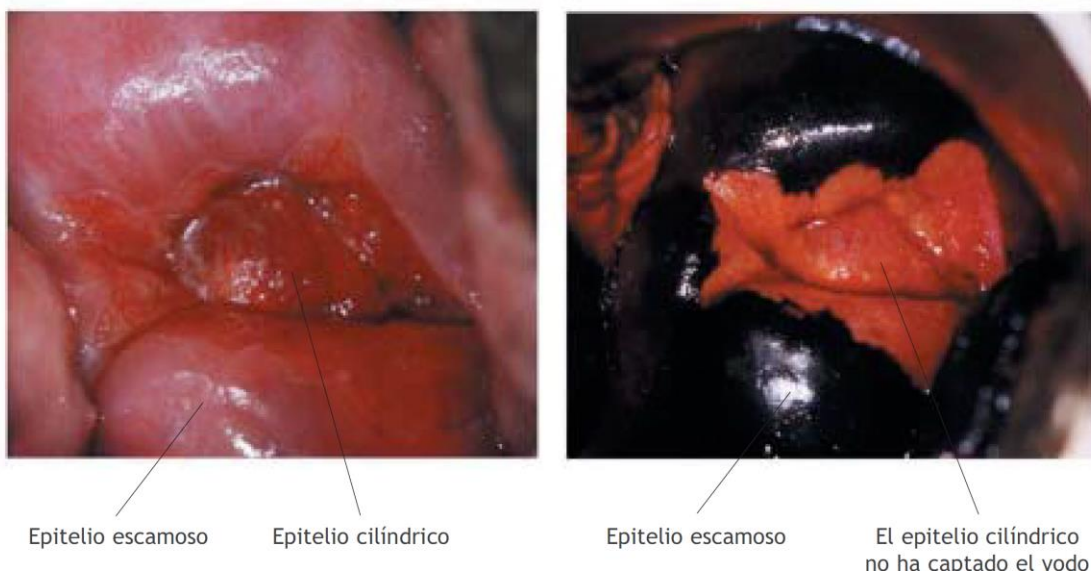 Epitelio escamoso
Epitelio cilíndrico
Epitelio escamoso
El epitelio cilíndrico
no ha captado el yodo